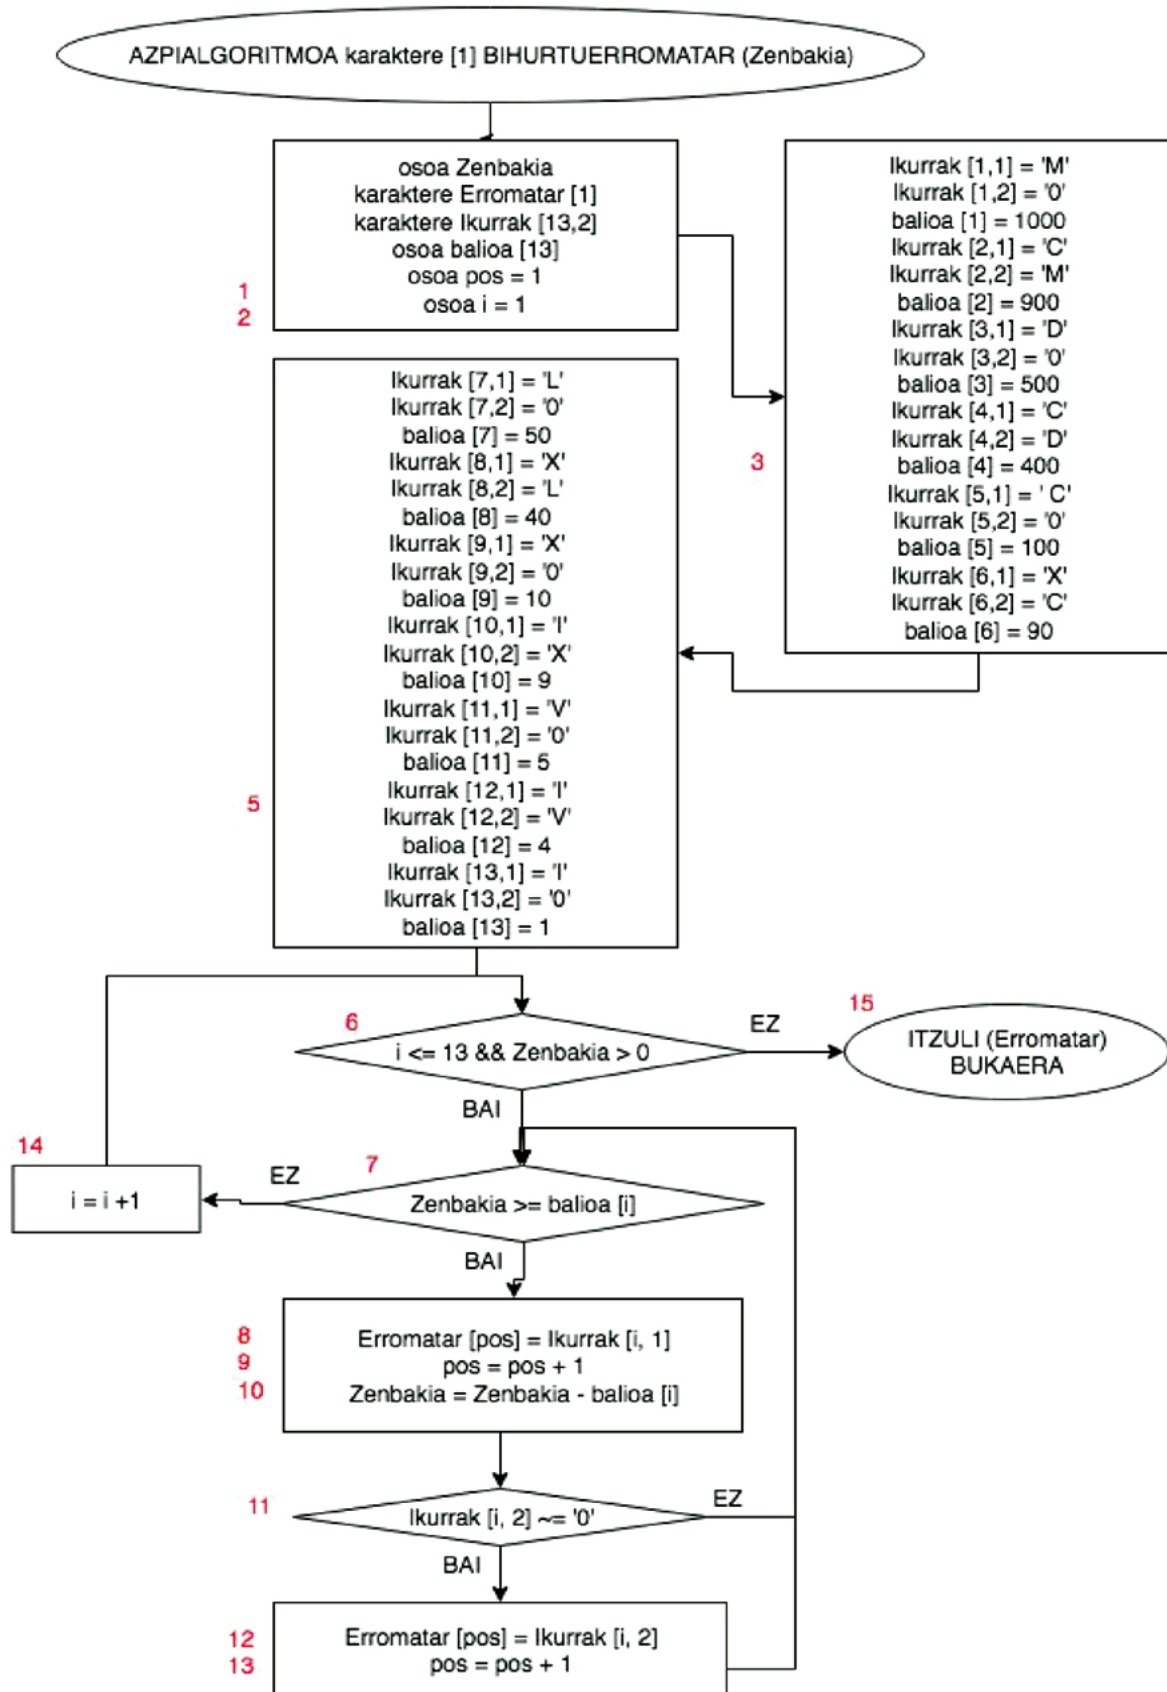 AZPIALGORITMOA karaktere [1] BIHURTUERROMATAR (Zenbakia)
osoa Zenbakia
karaktere Erromatar [1]
karaktere Ikurrak [13,2]
osoa balioa [13]
osoa pos = 1
osoa i = 1
1
2
Ikurrak [1,1] = 'M'
Ikurrak [1,2] = '0'
balioa [1] = 1000
Ikurrak [2,1] = 'C'
Ikurrak [2,2] = 'M'
balioa [2] = 900
Ikurrak [3,1] = 'D'
Ikurrak [3,2] = '0'
balioa [3] = 500
Ikurrak [4,1] = 'C'
Ikurrak [4,2] = 'D'
balioa [4] = 400
Ikurrak [5,1] = ' C'
Ikurrak [5,2] = '0'
balioa [5] = 100
Ikurrak [6,1] = 'X'
Ikurrak [6,2] = 'C'
balioa [6] = 90
3
Ikurrak [7,1] = 'L'
Ikurrak [7,2] = '0'
balioa [7] = 50
Ikurrak [8,1] = 'X'
Ikurrak [8,2] = 'L'
balioa [8] = 40
Ikurrak [9,1] = 'X'
Ikurrak [9,2] = '0'
balioa [9] = 10
Ikurrak [10,1] = 'I'
Ikurrak [10,2] = 'X'
balioa [10] = 9
Ikurrak [11,1] = 'V'
Ikurrak [11,2] = '0'
balioa [11] = 5
Ikurrak [12,1] = 'I'
Ikurrak [12,2] = 'V'
balioa [12] = 4
Ikurrak [13,1] = 'I'
Ikurrak [13,2] = '0'
balioa [13] = 1
5
6
i <= 13 && Zenbakia > 0
EZ
15
ITZULI (Erromatar)
BUKAERA
BAI
14
i = i +1
EZ
7
Zenbakia >= balioa [i]
BAI
8
Erromatar [pos] = Ikurrak [i, 1]
9
pos = pos + 1
10
Zenbakia = Zenbakia - balioa [i]
11
Ikurrak [i, 2] ~= '0'
EZ
BAI
12
Erromatar [pos] = Ikurrak [i, 2]
13
pos = pos + 1